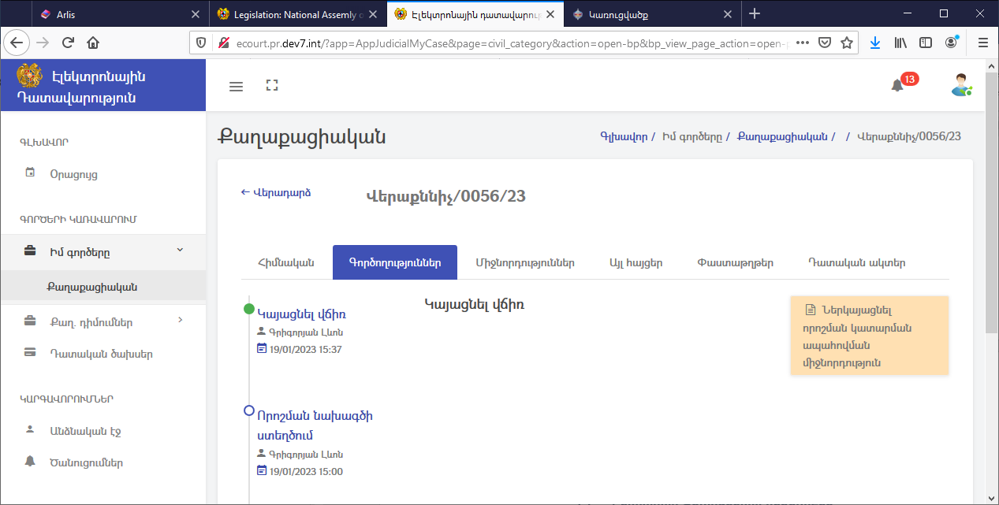 Arlis
Legislation: National Assemly o
Էլեկտրոնային դատավարու
Կառուցվածք
ecourt.pr.dev7.int/?app=AppJudicialMyCase&page=civil_category&action=open-bp&bp_view_page_action=open-p
Էլեկտրոնային
Դատավարություն
13
ԳԼԽԱՎՈՐ
Օրացույց
ԳՈՐԾԵՐԻ ԿԱՌԱՎԱՐՈՒՄ
Իմ գործերը
Քաղաքացիական
Քաղ. դիմումներ
Դատական ծախսեր
ԿԱՐԳԱՎՈՐՈՒՄՆԵՐ
Անձնական էջ
Ծանուցումներ
Քաղաքացիական
Գլխավոր / Իմ գործերը / Քաղաքացիական / / Վերաքննիչ/0056/23
← Վերադարձ
Վերաքննիչ/0056/23
Հիմնական
Գործողություններ
Միջնորդություններ
Այլ հայցեր
Փաստաթղթեր
Դատական ակտեր
Կայացնել վճիռ
Գրիգորյան Լևոն
19/01/2023 15:37
Որոշման նախագծի
ստեղծում
Գրիգորյան Լևոն
19/01/2023 15:00
Կայացնել վճիռ
Ներկայացնել
որոշման կատարման
ապահովման
միջնորդություն